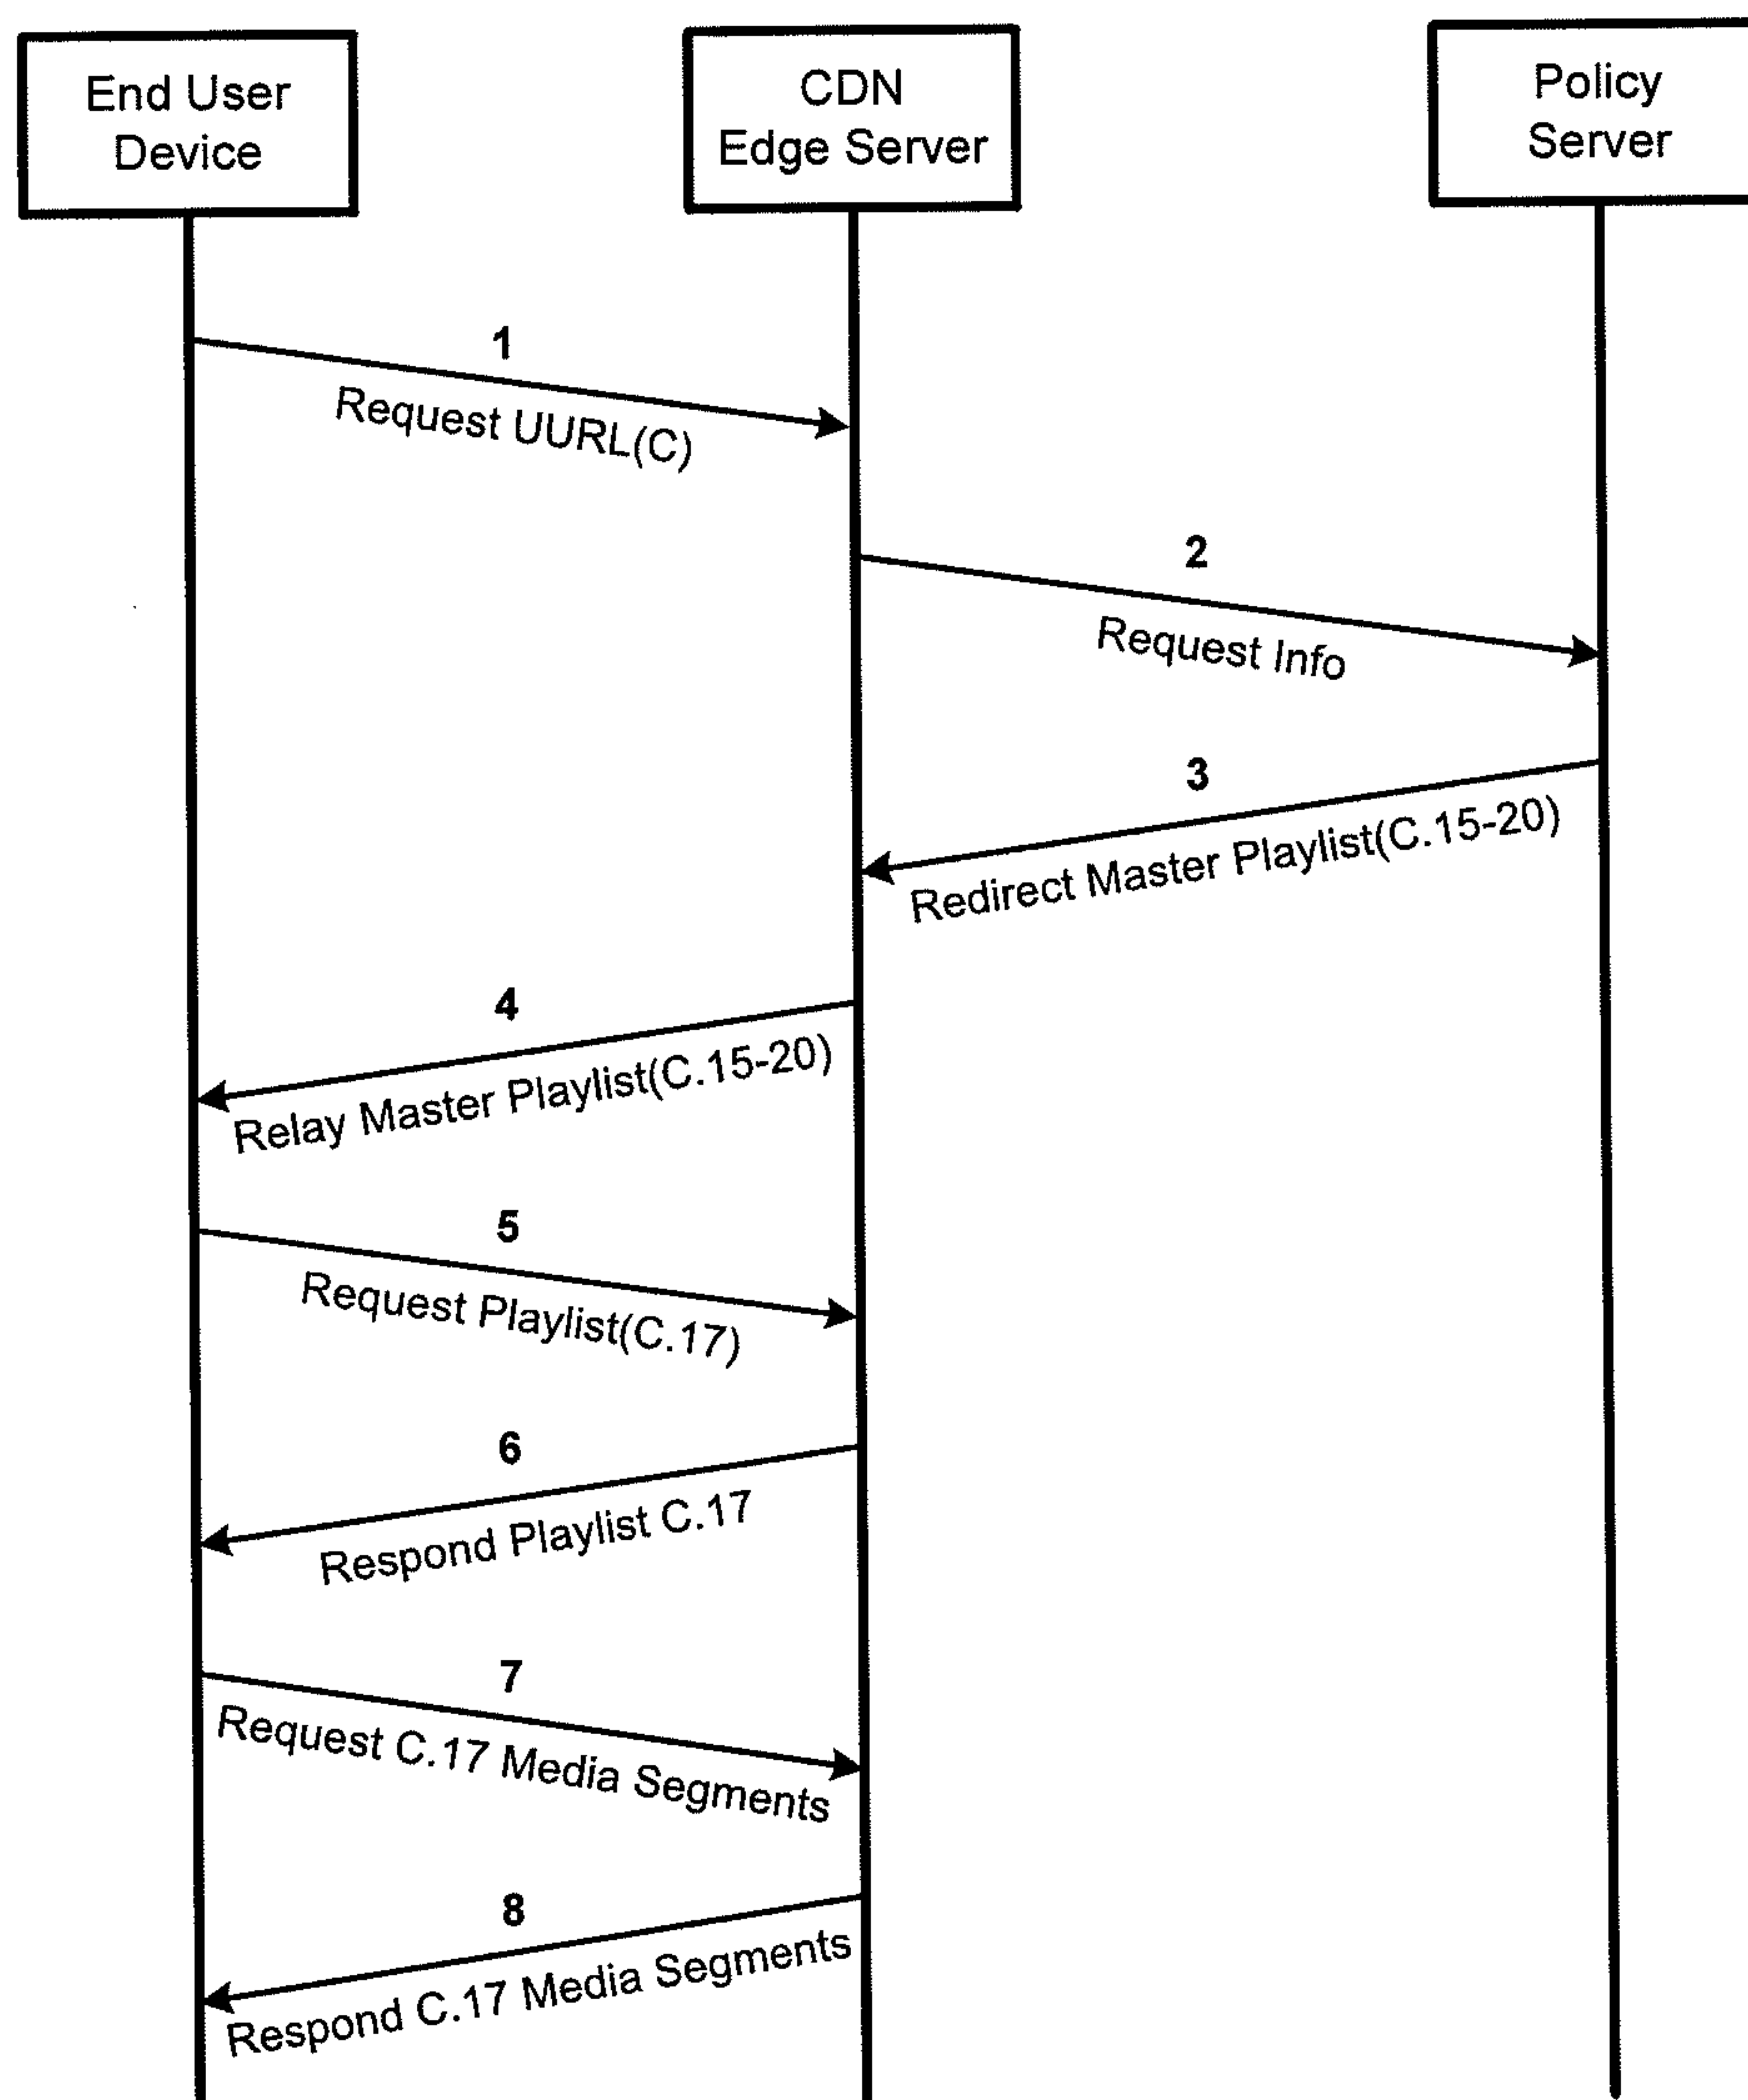 End User
Device
CDN
Edge Server
Policy
Server
1
Request UURL(C)
2
Request Info
3
Redirect Master Playlist(C.15-20)
4
Relay Master Playlist(C.15-20)
5
Request Playlist(C.17)
6
Respond Playlist C.17
7
Request C.17 Media Segments
8
Respond C.17 Media Segments